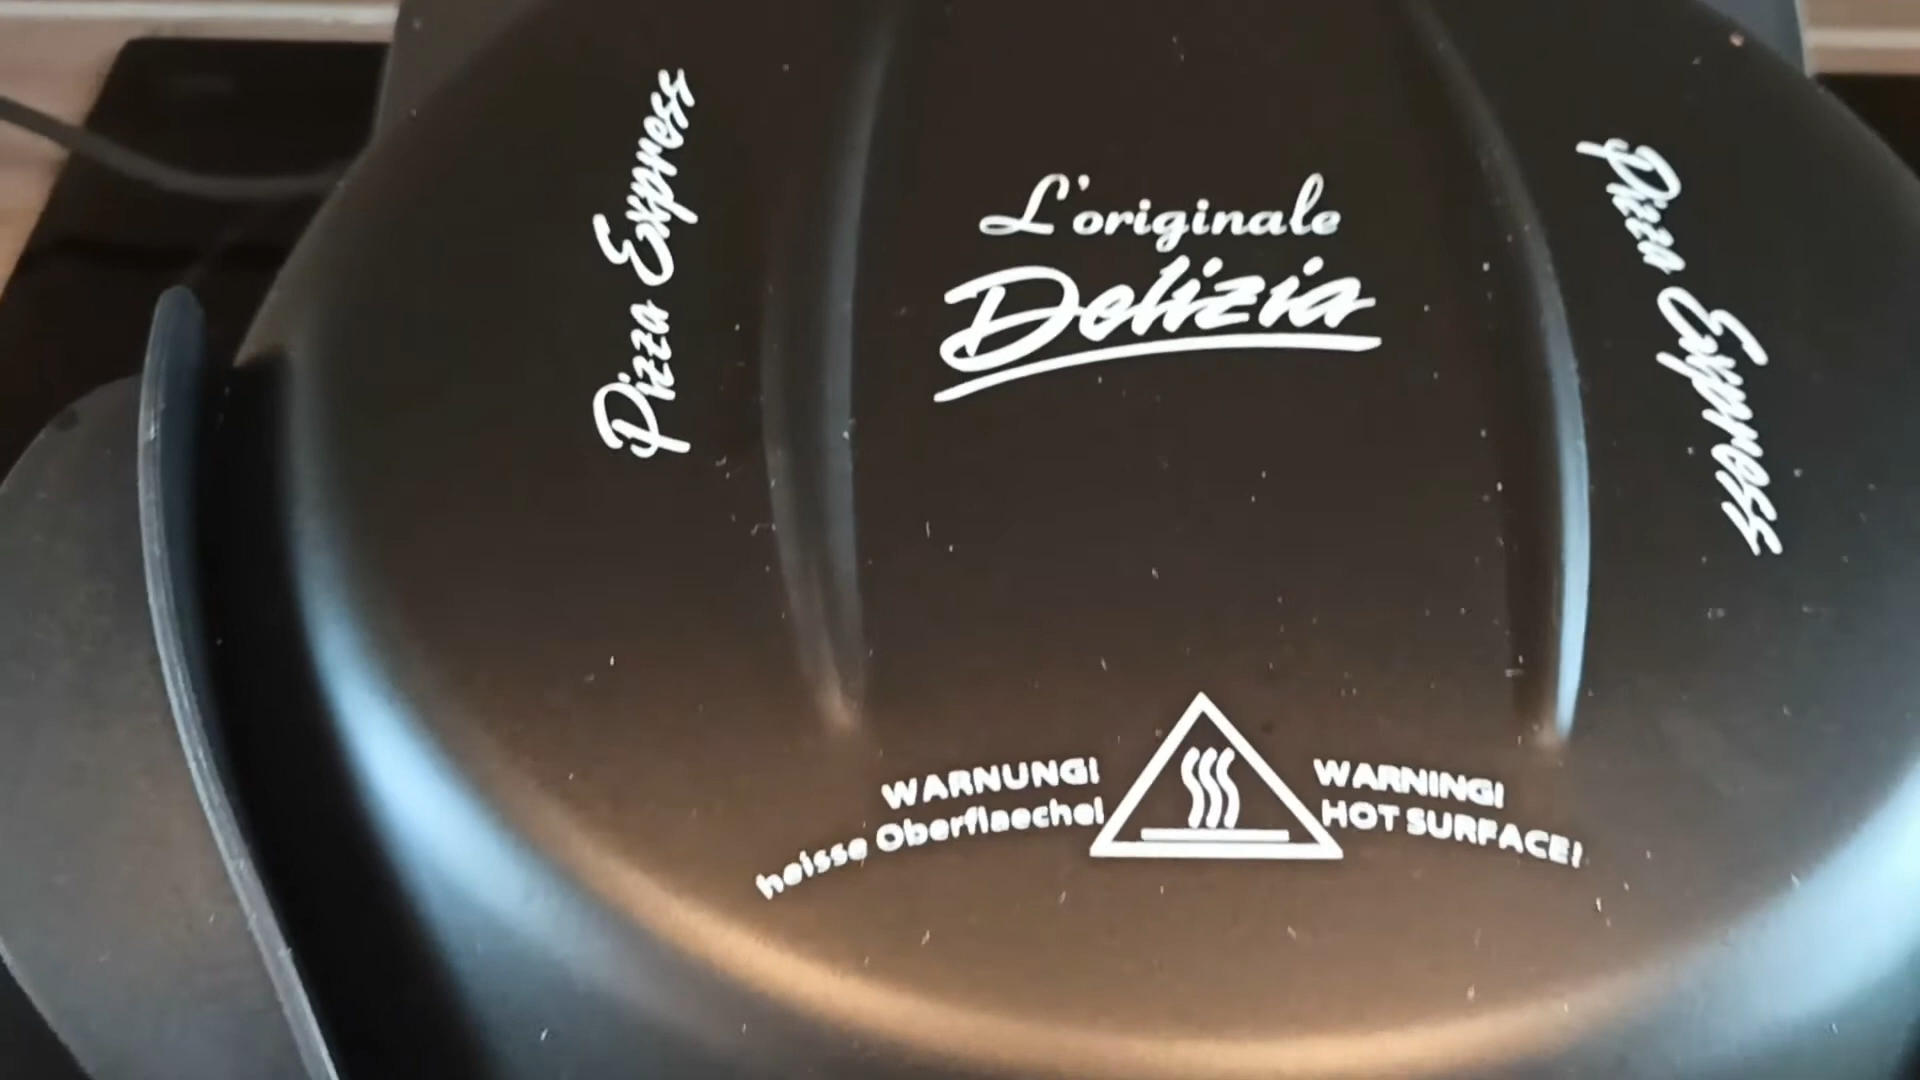 Pizza Express
L'originale
Delizia
Pizza Express
WARNUNG!
heisse Oberflaeche!
WARNING!
HOT SURFACE!